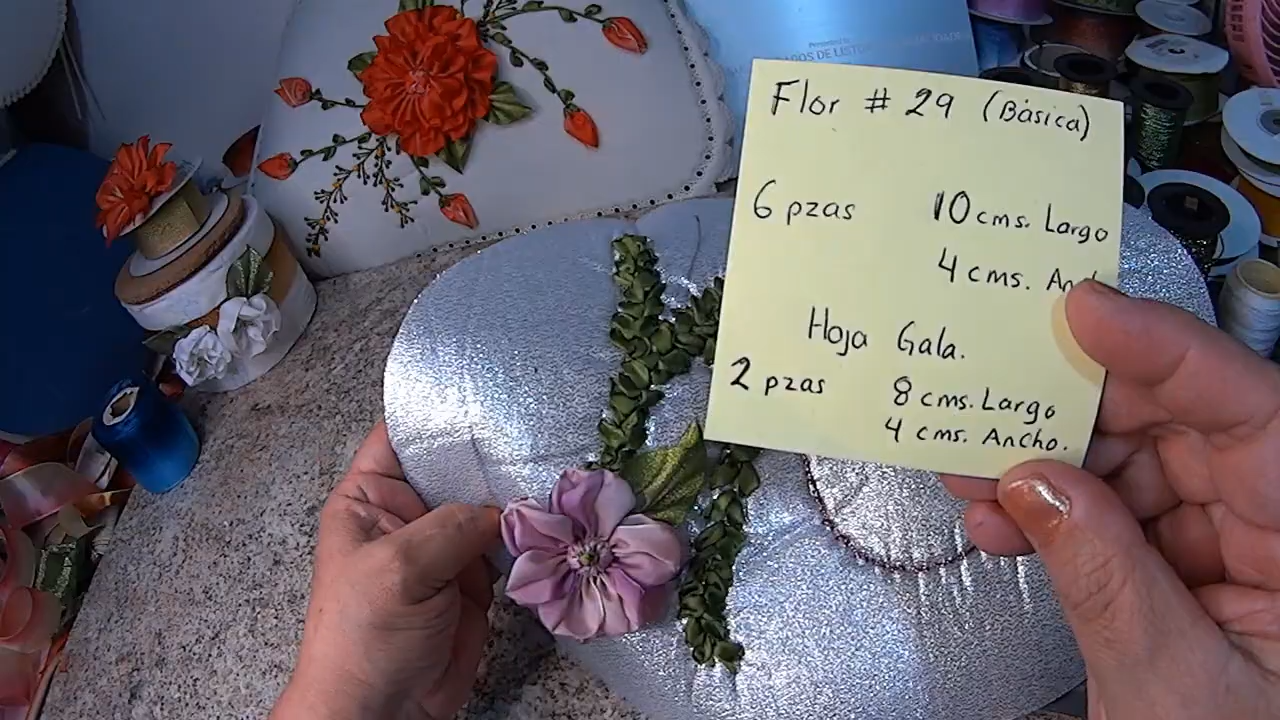 Flor # 29 (Básica)
6 pzas 10 cms. Largo
4 cms.
Hoja Gala.
2 pzas 8 cms. Largo
4 cms. Ancho.